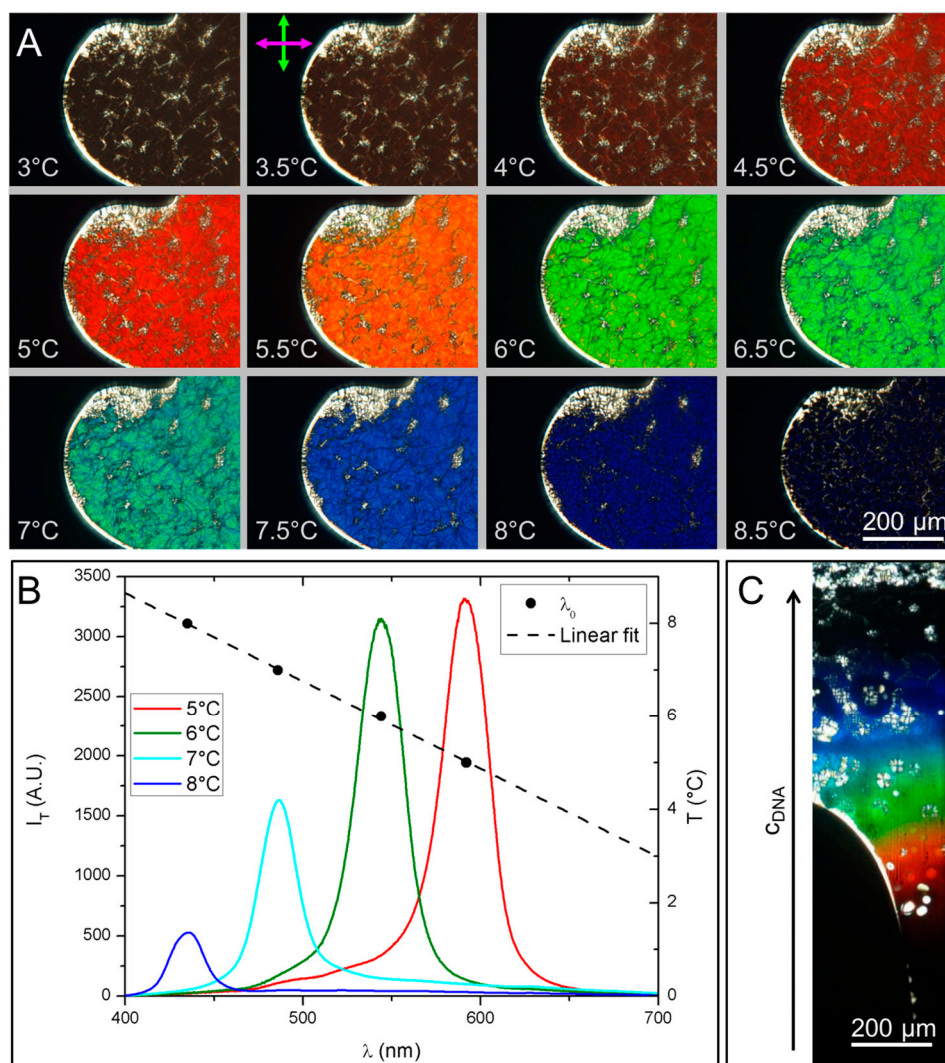 A
3°C
3.5°C
4°C
4.5°C
5°C
5.5°C
6°C
6.5°C
7°C
7.5°C
8°C
8.5°C
200 µm
B
3500
3000
2500
2000
1500
1000
500
0
I_T (A.U.)
λ₀
Linear fit
5°C
6°C
7°C
8°C
8
6
4
2
0
T (°C)
400
500
600
700
λ (nm)
C
c_DNA
200 µm